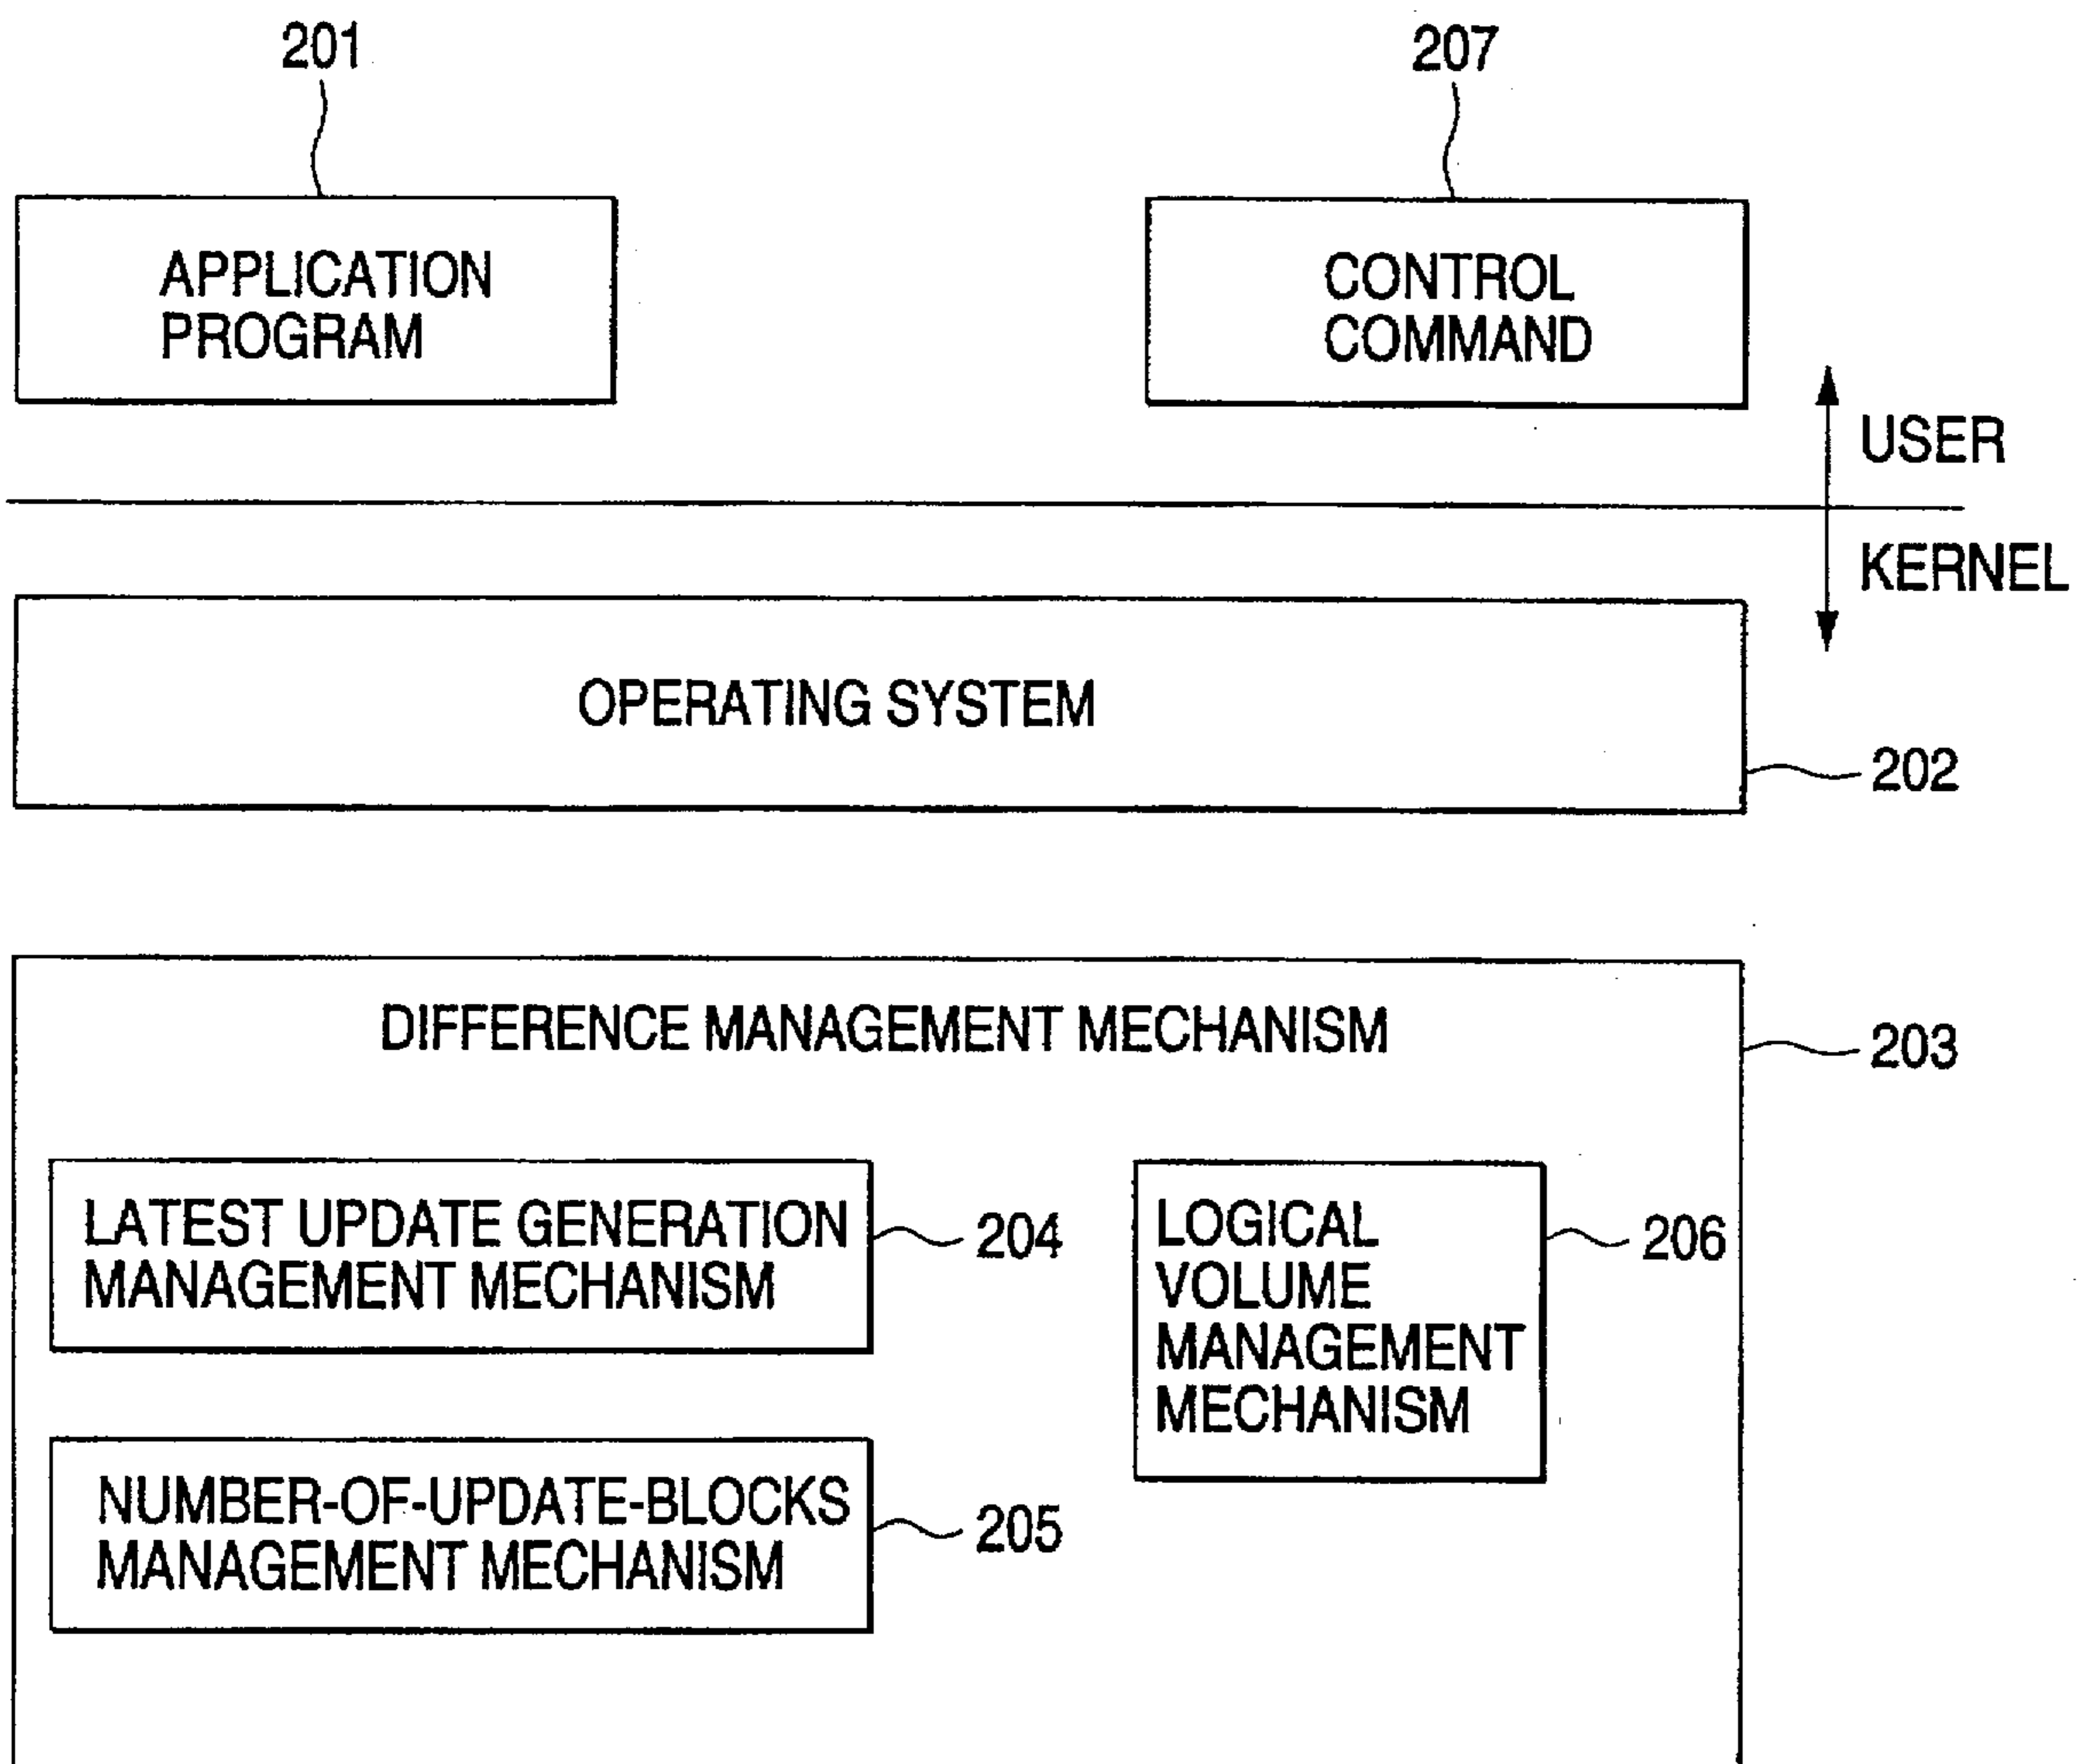 201
207
APPLICATION
PROGRAM
CONTROL
COMMAND
USER
KERNEL
OPERATING SYSTEM
202
DIFFERENCE MANAGEMENT MECHANISM
203
LATEST UPDATE GENERATION
MANAGEMENT MECHANISM
204
LOGICAL
VOLUME
MANAGEMENT
MECHANISM
206
NUMBER-OF-UPDATE-BLOCKS
MANAGEMENT MECHANISM
205